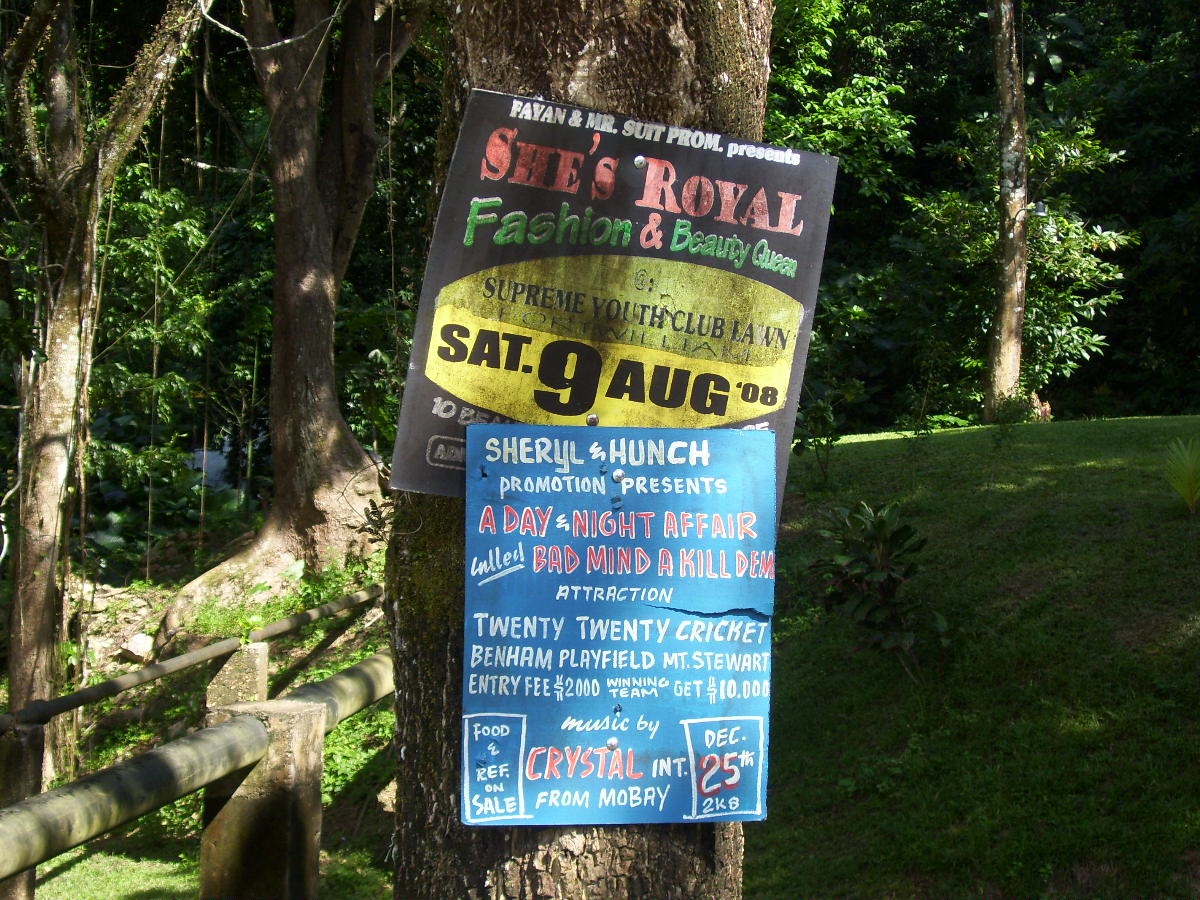 FAYAN & MR. SUIT PROM. presents
SHE'S ROYAL
Fashion & Beauty Queen
@:
SUPREME YOUTH CLUB LAWN
PORT WILLIAM
SAT. 9 AUG '08
10
SHERYL & HUNCH
PROMOTION PRESENTS
A DAY & NIGHT AFFAIR
called BAD MIND A KILL DEM
ATTRACTION
TWENTY TWENTY CRICKET
BENHAM PLAYFIELD MT. STEWART
ENTRY FEE $2000 WINNING TEAM GET $10.000
music by
CRYSTAL INT.
FROM MOBAY
FOOD
&
REF.
ON
SALE
DEC.
25TH
2K8